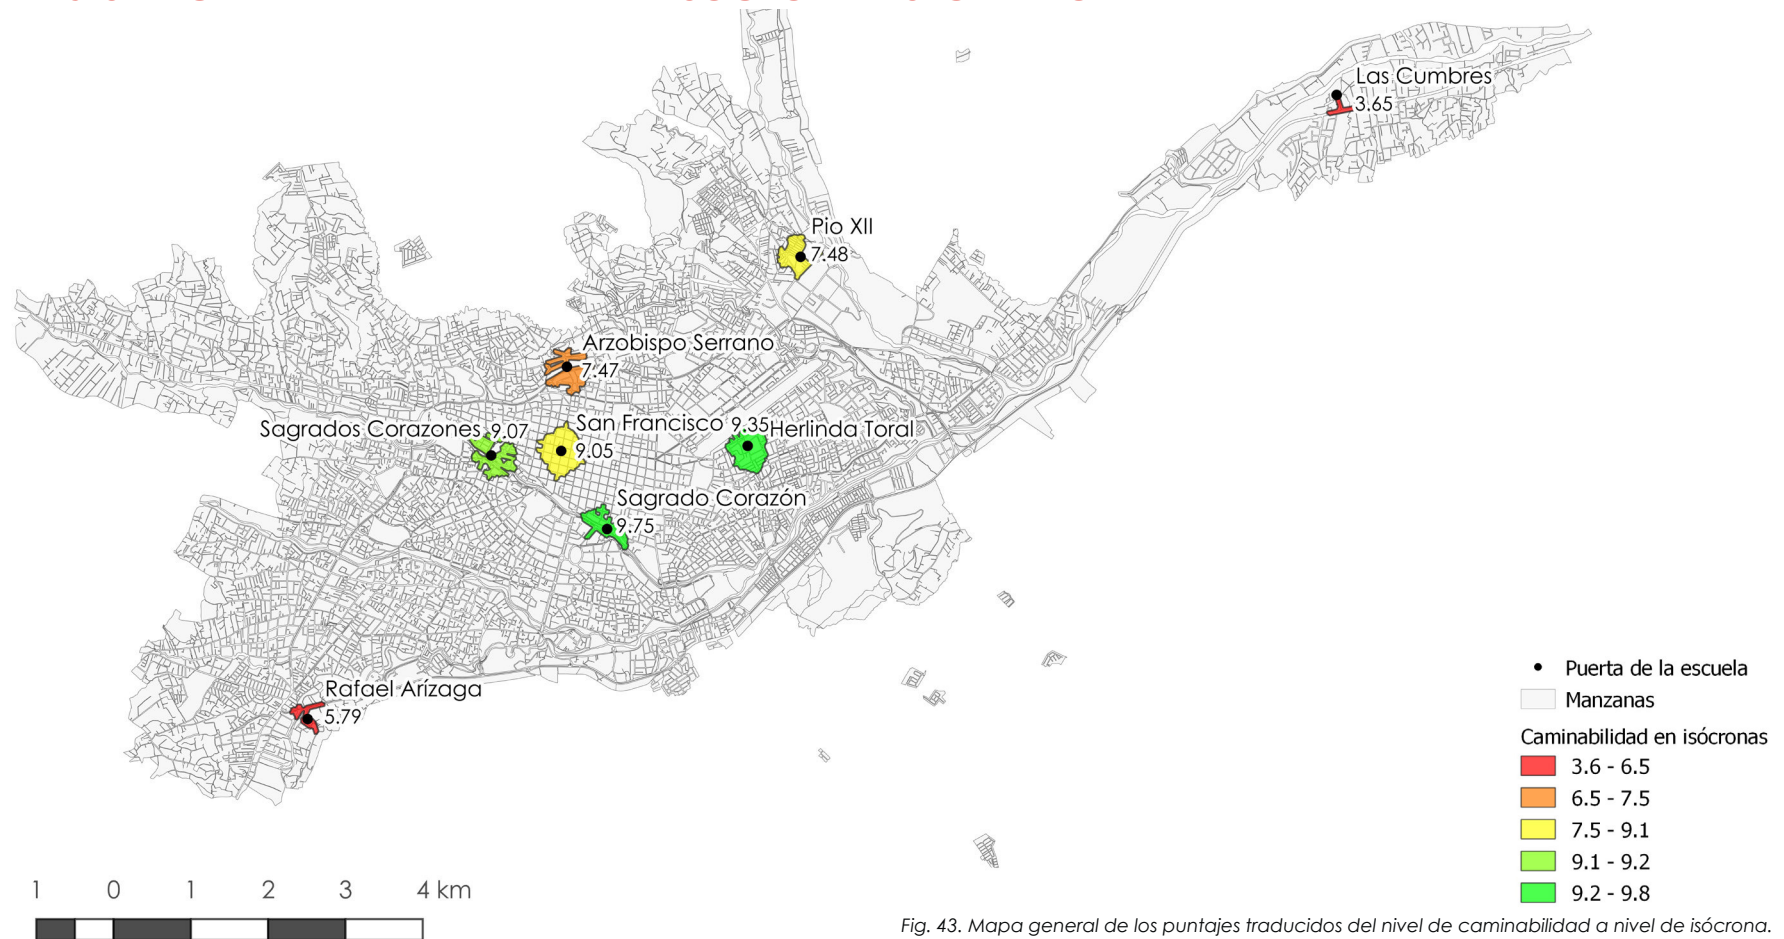 Las Cumbres
3.65
Pio XII
7.48
Arzobispo Serrano
7.47
Sagrados Corazones 9.07
San Francisco
9.05
9.35 Herlinda Toral
Sagrado Corazón
9.75
Rafael Arízaga
5.79
Puerta de la escuela
Manzanas
Caminabilidad en isócronas
3.6 - 6.5
6.5 - 7.5
7.5 - 9.1
9.1 - 9.2
9.2 - 9.8
1 0 1 2 3 4 km
Fig. 43. Mapa general de los puntajes traducidos del nivel de caminabilidad a nivel de isócrona.